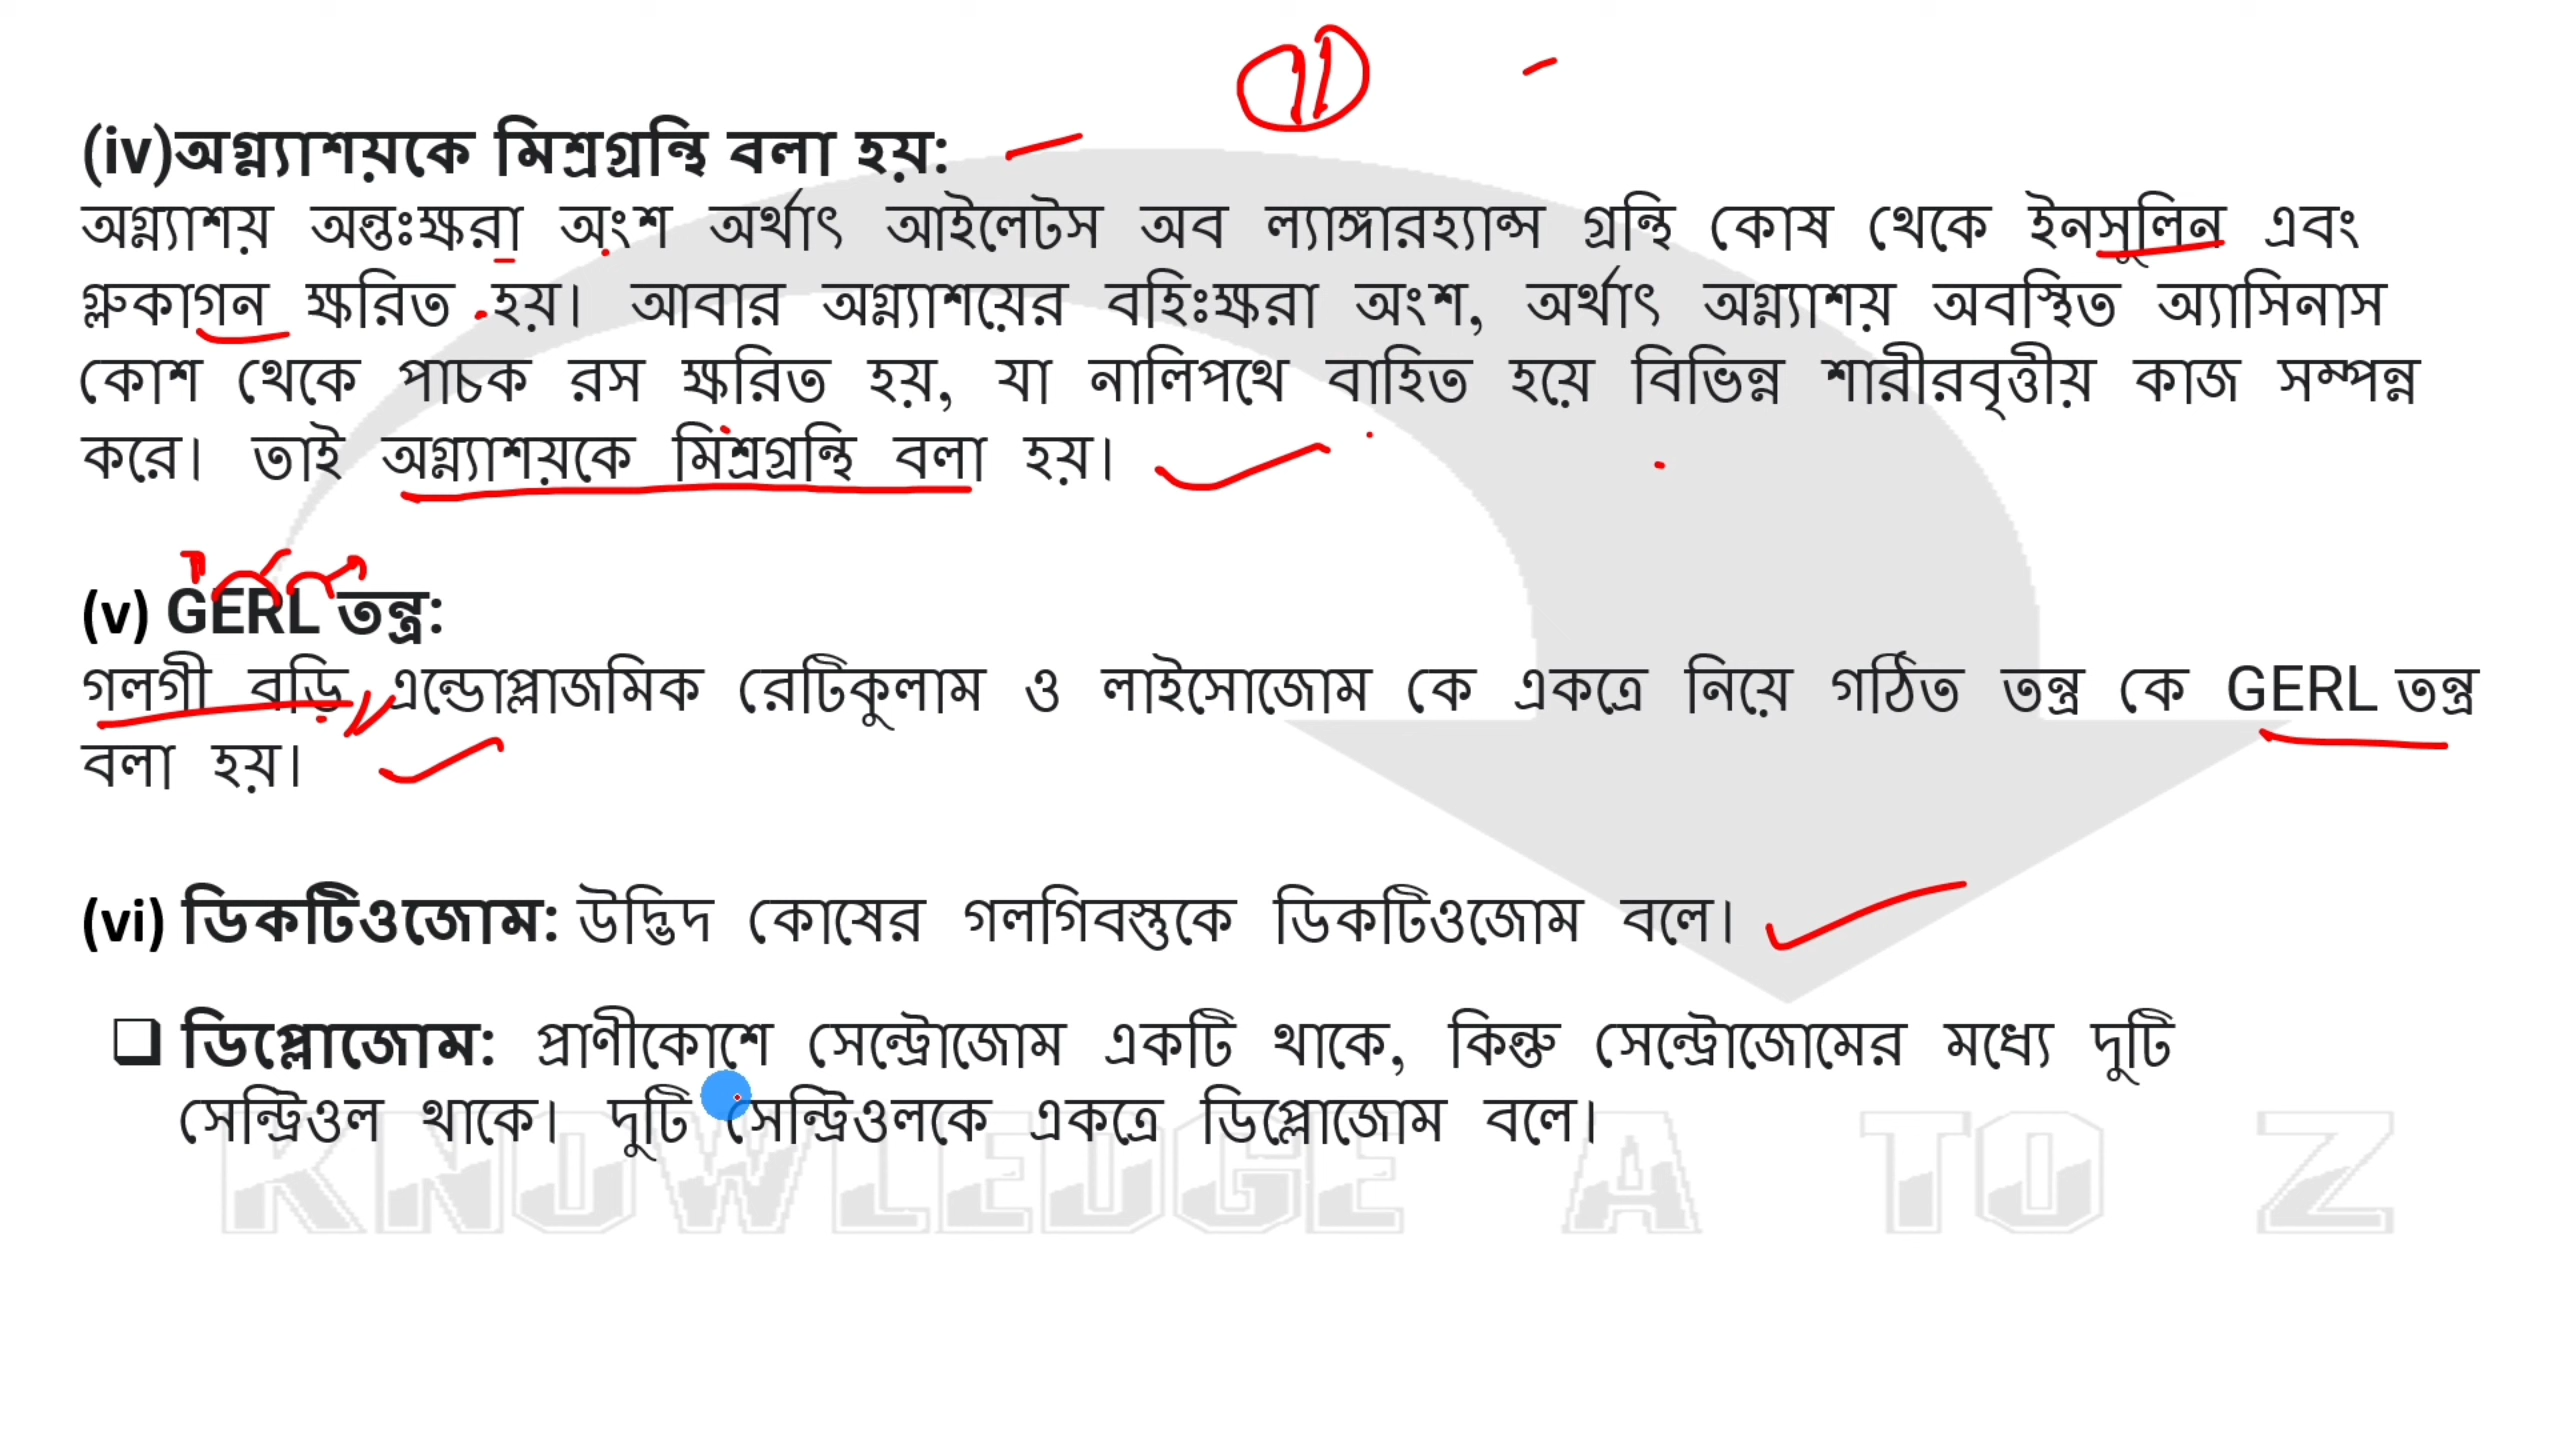 (iv)অগ্ন্যাশয়কে মিশ্রগ্রন্থি বলা হয়:
অগ্ন্যাশয় অন্তঃক্ষরা অংশ অর্থাৎ আইলেটস অব ল্যাঙ্গারহ্যান্স গ্রন্থি কোষ থেকে ইনসুলিন এবং
গ্লুকাগন ক্ষরিত হয়। আবার অগ্ন্যাশয়ের বহিঃক্ষরা অংশ, অর্থাৎ অগ্ন্যাশয় অবস্থিত অ্যাসিনাস
কোশ থেকে পাচক রস ক্ষরিত হয়, যা নালিপথে বাহিত হয়ে বিভিন্ন শারীরবৃত্তীয় কাজ সম্পন্ন
করে। তাই অগ্ন্যাশয়কে মিশ্রগ্রন্থি বলা হয়।
(v) GERL তন্ত্র:
গলগী বড়ি এন্ডোপ্লাজমিক রেটিকুলাম ও লাইসোজোম কে একত্রে নিয়ে গঠিত তন্ত্র কে GERL তন্ত্র
বলা হয়।
(vi) ডিকটিওজোম: উদ্ভিদ কোষের গলগিবস্তুকে ডিকটিওজোম বলে।
❑ ডিপ্লোজোম: প্রাণীকোশে সেন্ট্রোজোম একটি থাকে, কিন্তু সেন্ট্রোজোমের মধ্যে দুটি
সেন্ট্রিওল থাকে। দুটি সেন্ট্রিওলকে একত্রে ডিপ্লোজোম বলে।
KNOWLEDGE A TO Z